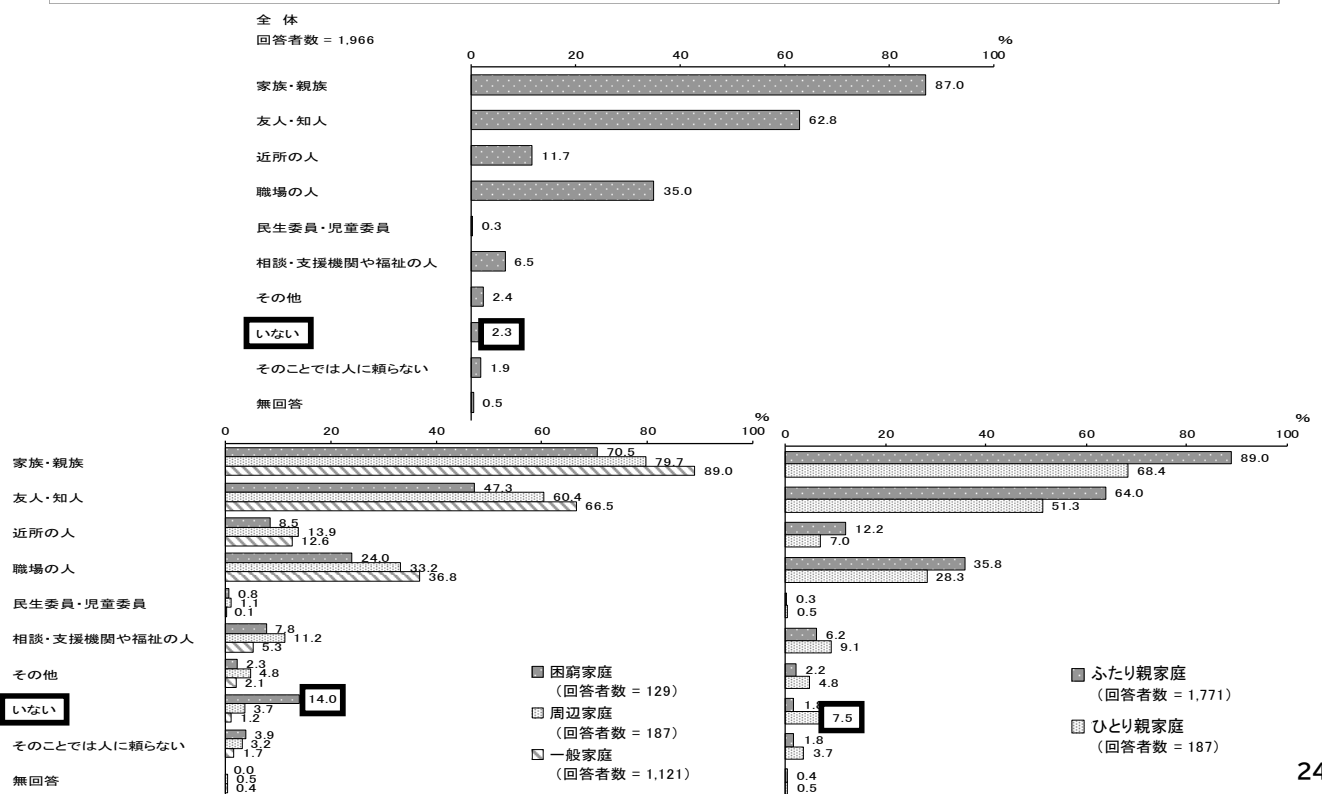 全 体
回答者数 = 1,966
%
0 20 40 60 80 100
家族・親族 87.0
友人・知人 62.8
近所の人 11.7
職場の人 35.0
民生委員・児童委員 0.3
相談・支援機関や福祉の人 6.5
その他 2.4
いない 2.3
そのことでは人に頼らない 1.9
無回答 0.5
%
0 20 40 60 80 100
家族・親族
70.5
79.7
89.0
友人・知人
47.3
60.4
66.5
近所の人
8.5
13.9
12.6
職場の人
24.0
33.2
36.8
民生委員・児童委員
0.8
1.1
0.1
相談・支援機関や福祉の人
7.8
11.2
5.3
その他
2.3
4.8
2.1
いない
14.0
3.7
1.2
そのことでは人に頼らない
3.9
3.2
1.7
無回答
0.0
0.5
0.4
困窮家庭
(回答者数 = 129)
周辺家庭
(回答者数 = 187)
一般家庭
(回答者数 = 1,121)
%
0 20 40 60 80 100
89.0
68.4
64.0
51.3
12.2
7.0
35.8
28.3
0.3
0.5
6.2
9.1
2.2
4.8
7.5
1.8
3.7
0.4
0.5
ふたり親家庭
(回答者数 = 1,771)
ひとり親家庭
(回答者数 = 187)
24